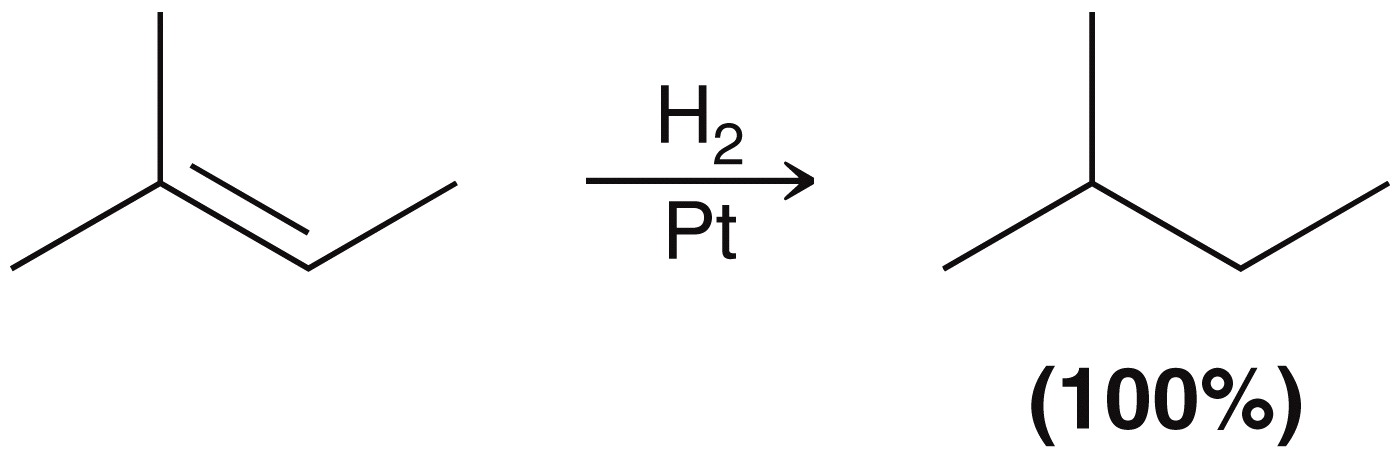 H₂
Pt
(100%)